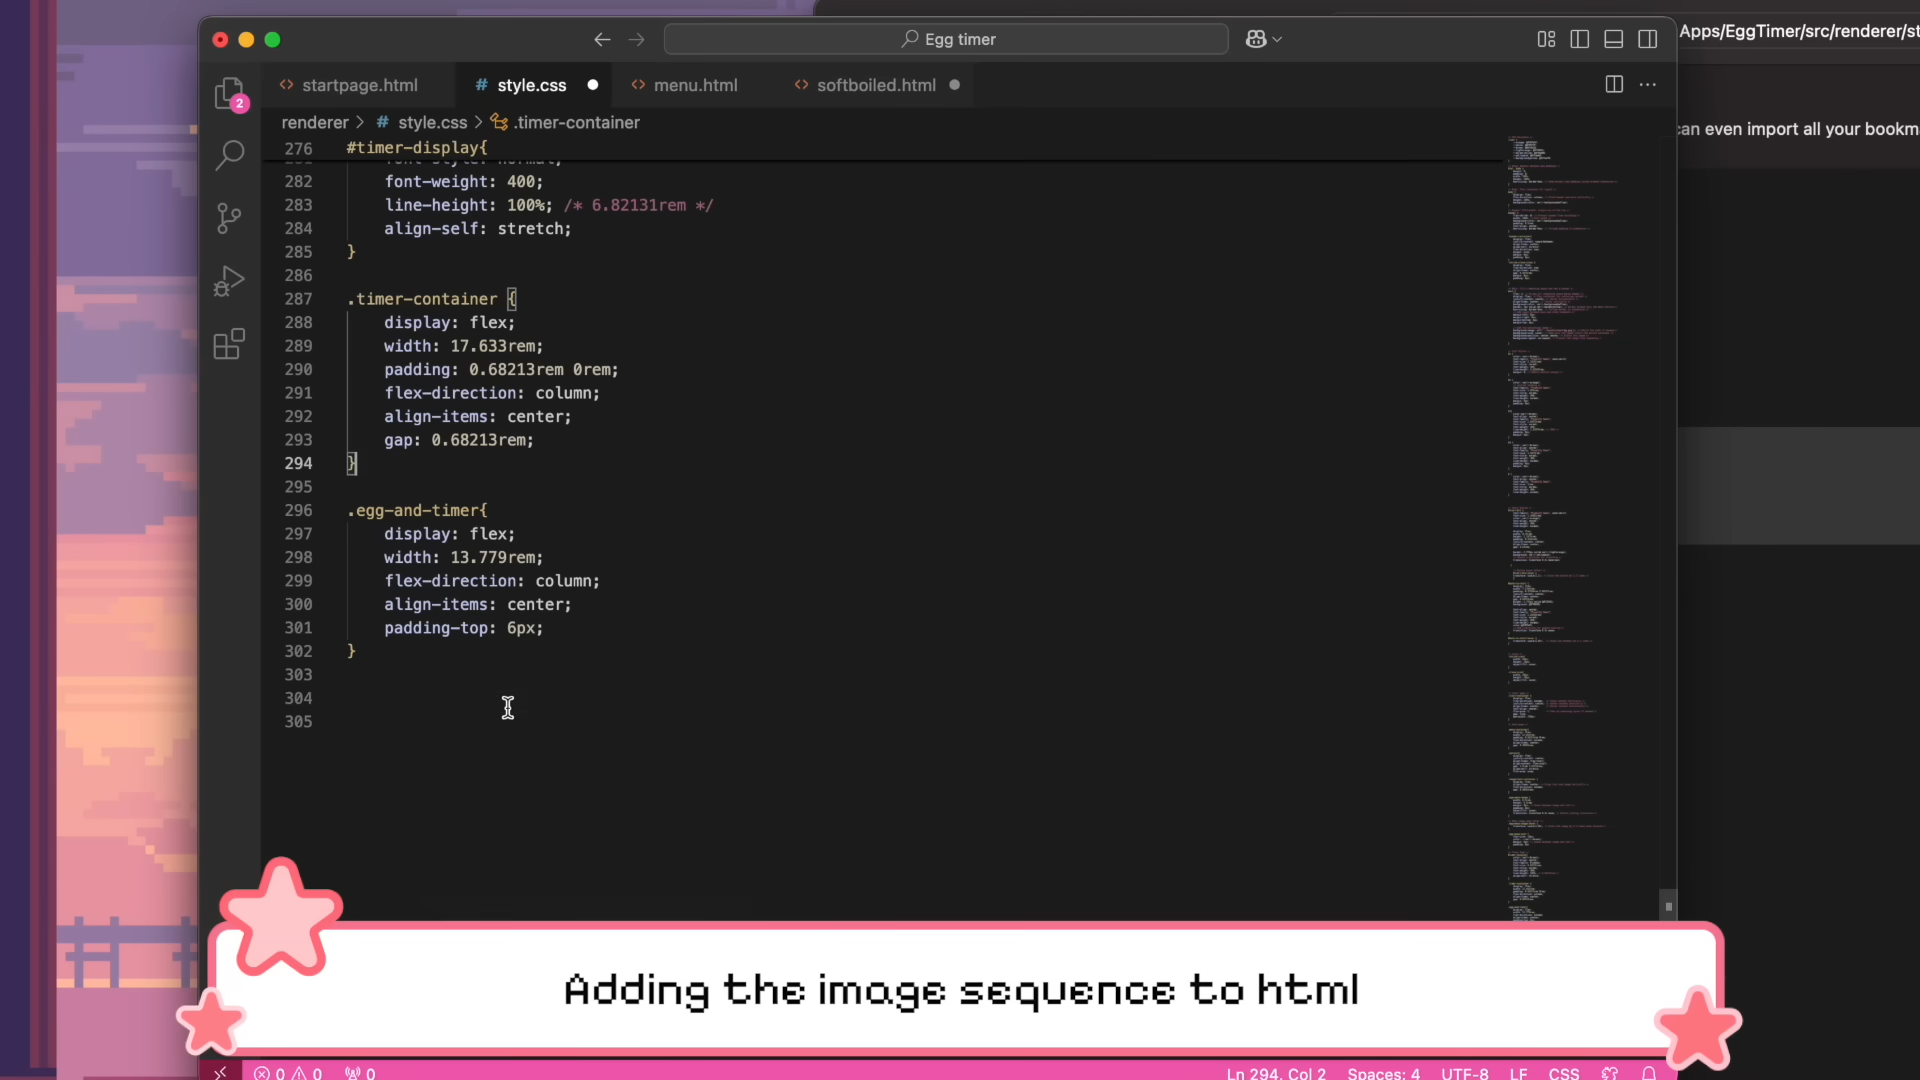 Egg timer
Apps/EggTimer/src/renderer/st
startpage.html
# style.css
menu.html
softboiled.html
2
can even import all your bookma
renderer > # style.css > .timer-container
276 #timer-display{
282 font-weight: 400;
283 line-height: 100%; /* 6.82131rem */
284 align-self: stretch;
285 }
286
287 .timer-container {
288 display: flex;
289 width: 17.633rem;
290 padding: 0.68213rem 0rem;
291 flex-direction: column;
292 align-items: center;
293 gap: 0.68213rem;
294 }
295
296 .egg-and-timer{
297 display: flex;
298 width: 13.779rem;
299 flex-direction: column;
300 align-items: center;
301 padding-top: 6px;
302 }
303
304
305
Adding the image sequence to html
0 0 0
Ln 294, Col 2 Spaces: 4 UTF-8 LF CSS